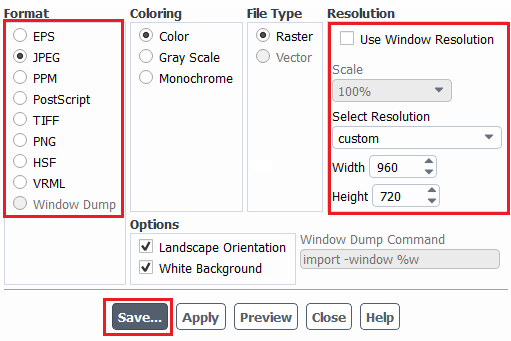 Format
EPS
JPEG
PPM
PostScript
TIFF
PNG
HSF
VRML
Window Dump
Coloring
Color
Gray Scale
Monochrome
File Type
Raster
Vector
Resolution
Use Window Resolution
Scale
100%
Select Resolution
custom
Width 960
Height 720
Options
Landscape Orientation
White Background
Window Dump Command
import -window %w
Save... Apply Preview Close Help